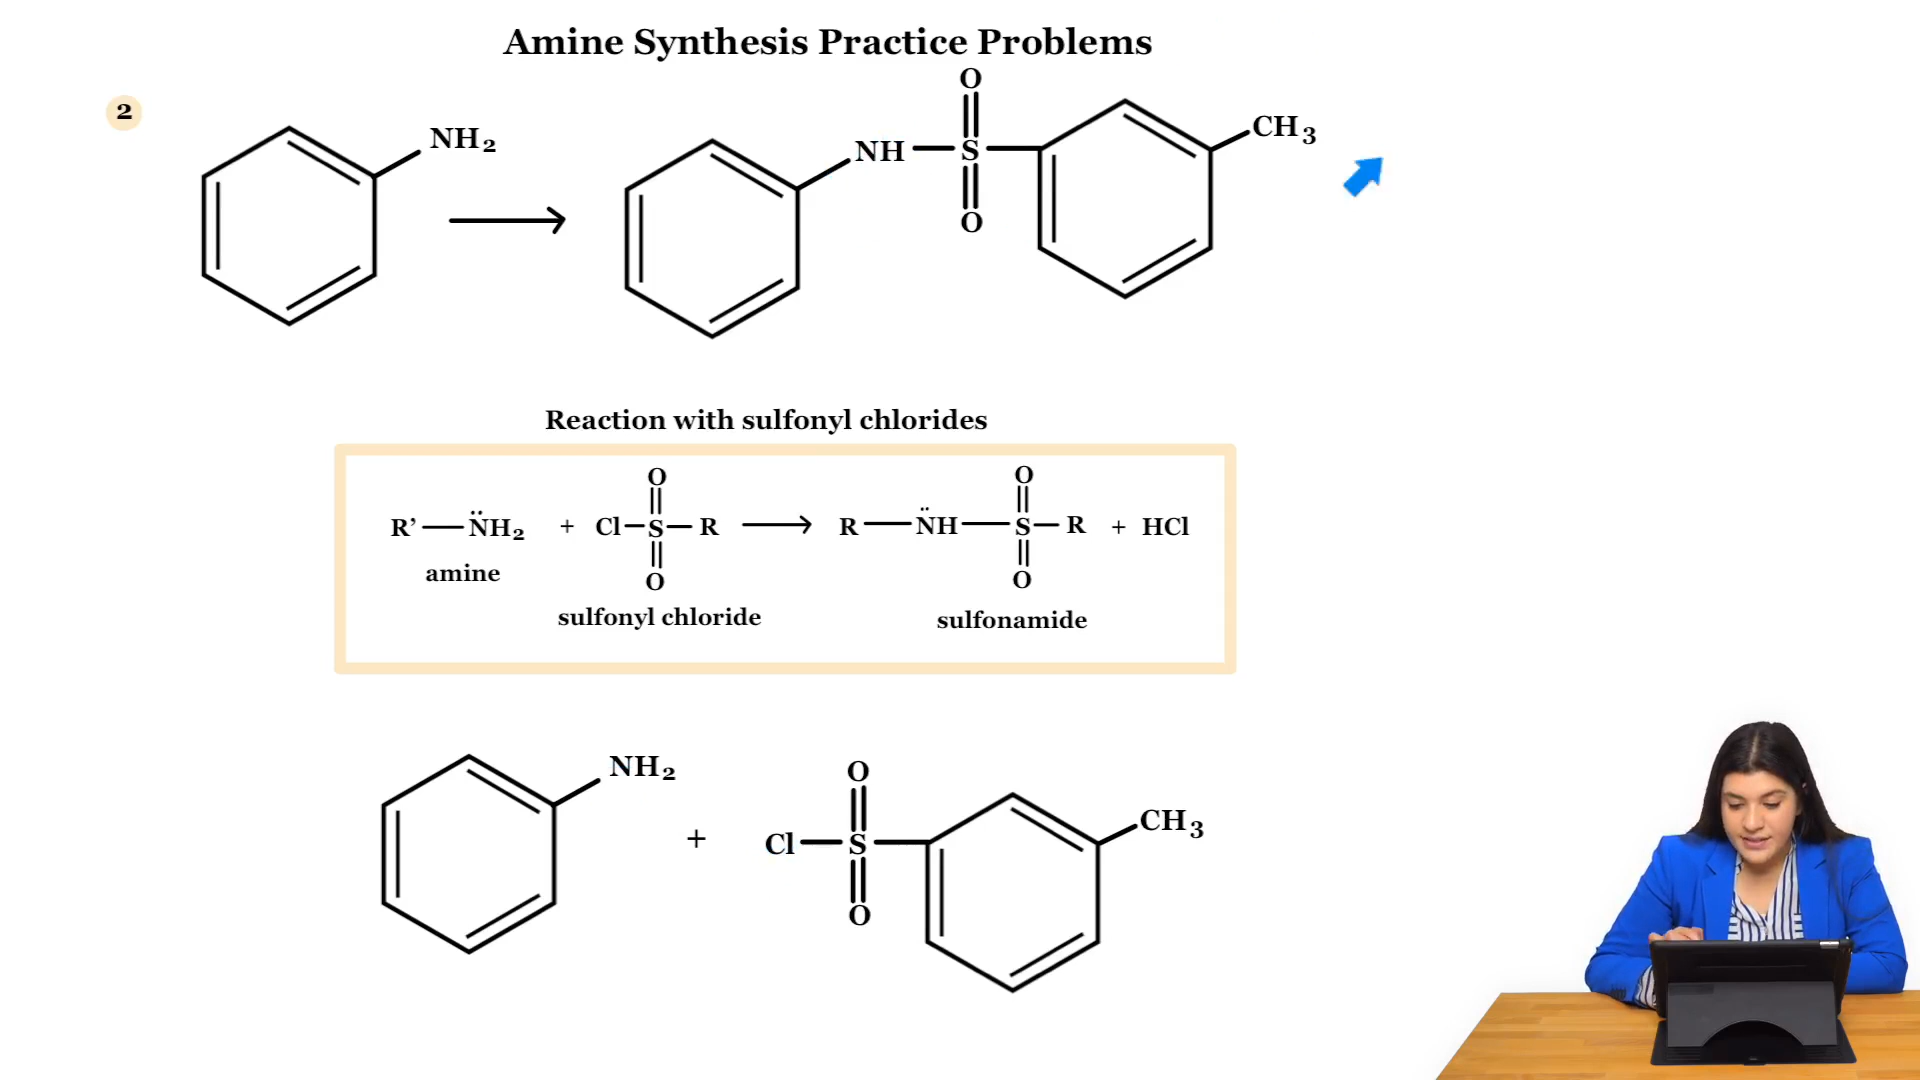 Amine Synthesis Practice Problems
2
NH₂
NH
S
O
O
CH₃
Reaction with sulfonyl chlorides
R’ N̈H₂ + Cl S R R N̈H S R + HCl
O
O
O
O
amine
sulfonyl chloride
sulfonamide
NH₂
+
Cl S
O
O
CH₃